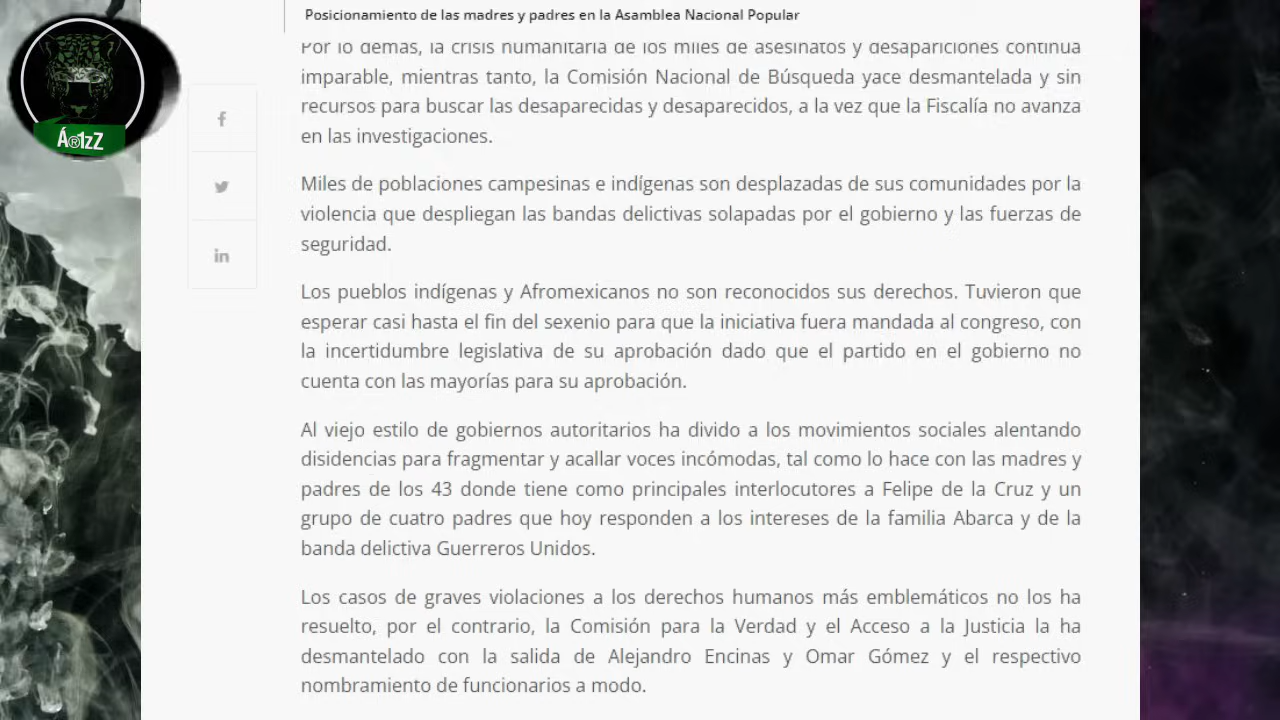 Posicionamiento de las madres y padres en la Asamblea Nacional Popular
Por lo demás, la crisis humanitaria de los miles de asesinatos y desapariciones continúa
imparable, mientras tanto, la Comisión Nacional de Búsqueda yace desmantelada y sin
recursos para buscar las desaparecidas y desaparecidos, a la vez que la Fiscalía no avanza
en las investigaciones.
Miles de poblaciones campesinas e indígenas son desplazadas de sus comunidades por la
violencia que despliegan las bandas delictivas solapadas por el gobierno y las fuerzas de
seguridad.
Los pueblos indígenas y Afromexicanos no son reconocidos sus derechos. Tuvieron que
esperar casi hasta el fin del sexenio para que la iniciativa fuera mandada al congreso, con
la incertidumbre legislativa de su aprobación dado que el partido en el gobierno no
cuenta con las mayorías para su aprobación.
Al viejo estilo de gobiernos autoritarios ha divido a los movimientos sociales alentando
disidencias para fragmentar y acallar voces incómodas, tal como lo hace con las madres y
padres de los 43 donde tiene como principales interlocutores a Felipe de la Cruz y un
grupo de cuatro padres que hoy responden a los intereses de la familia Abarca y de la
banda delictiva Guerreros Unidos.
Los casos de graves violaciones a los derechos humanos más emblemáticos no los ha
resuelto, por el contrario, la Comisión para la Verdad y el Acceso a la Justicia la ha
desmantelado con la salida de Alejandro Encinas y Omar Gómez y el respectivo
nombramiento de funcionarios a modo.
Á®1zZ